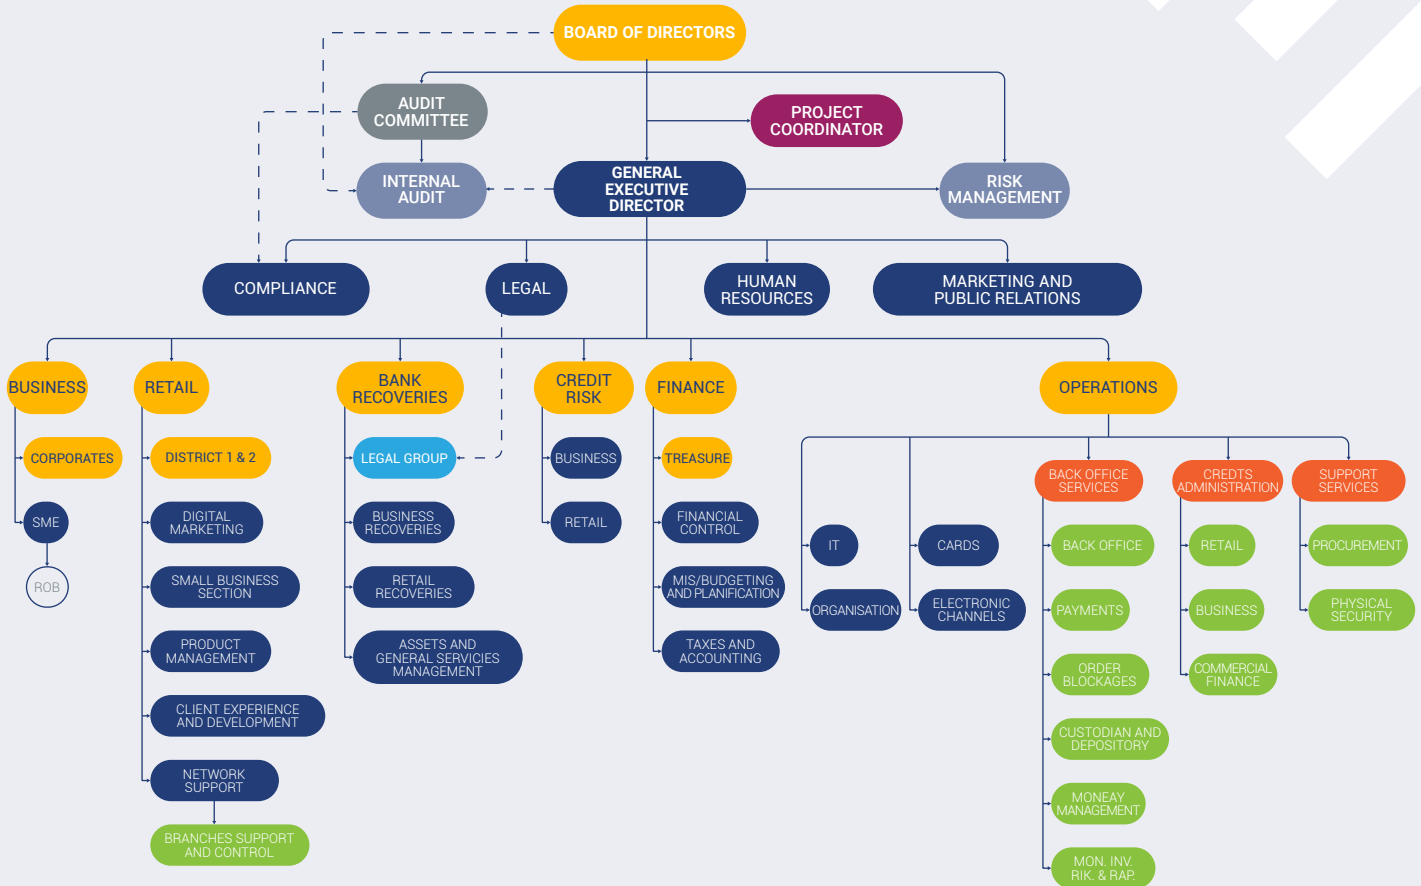 BOARD OF DIRECTORS
AUDIT
COMMITTEE
PROJECT
COORDINATOR
INTERNAL
AUDIT
GENERAL
EXECUTIVE
DIRECTOR
RISK
MANAGEMENT
COMPLIANCE
LEGAL
HUMAN
RESOURCES
MARKETING AND
PUBLIC RELATIONS
BUSINESS
CORPORATES
SME
ROB
RETAIL
DISTRICT 1 & 2
DIGITAL
MARKETING
SMALL BUSINESS
SECTION
PRODUCT
MANAGEMENT
CLIENT EXPERIENCE
AND DEVELOPMENT
NETWORK
SUPPORT
BRANCHES SUPPORT
AND CONTROL
BANK
RECOVERIES
LEGAL GROUP
BUSINESS
RECOVERIES
RETAIL
RECOVERIES
ASSETS AND
GENERAL SERVICIES
MANAGEMENT
CREDIT
RISK
BUSINESS
RETAIL
FINANCE
TREASURE
FINANCIAL
CONTROL
MIS/BUDGETING
AND PLANIFICATION
TAXES AND
ACCOUNTING
OPERATIONS
IT
ORGANISATION
CARDS
ELECTRONIC
CHANNELS
BACK OFFICE
SERVICES
BACK OFFICE
PAYMENTS
ORDER
BLOCKAGES
CUSTODIAN AND
DEPOSITORY
MONEAY
MANAGEMENT
MON. INV.
RIK. & RAP.
CREDTS
ADMINISTRATION
RETAIL
BUSINESS
COMMERCIAL
FINANCE
SUPPORT
SERVICES
PROCUREMENT
PHYSICAL
SECURITY